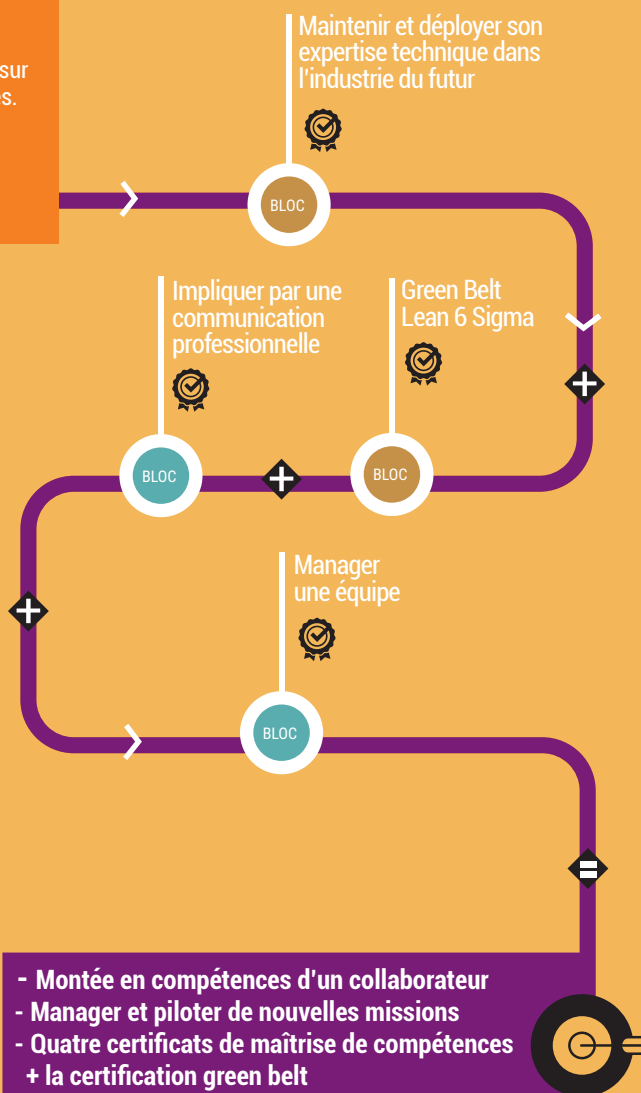 sur
Maintenir et déployer son
expertise technique dans
l'industrie du futur
BLOC
Green Belt
Lean 6 Sigma
BLOC
Impliquer par une
communication
professionnelle
BLOC
Manager
une équipe
BLOC
- Montée en compétences d'un collaborateur
- Manager et piloter de nouvelles missions
- Quatre certificats de maîtrise de compétences
+ la certification green belt